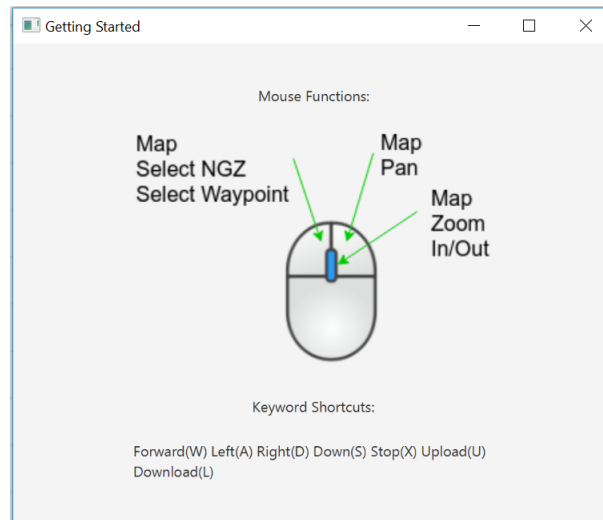 Getting Started
Mouse Functions:
Map
Select NGZ
Select Waypoint
Map
Pan
Map
Zoom
In/Out
Keyword Shortcuts:
Forward(W) Left(A) Right(D) Down(S) Stop(X) Upload(U)
Download(L)